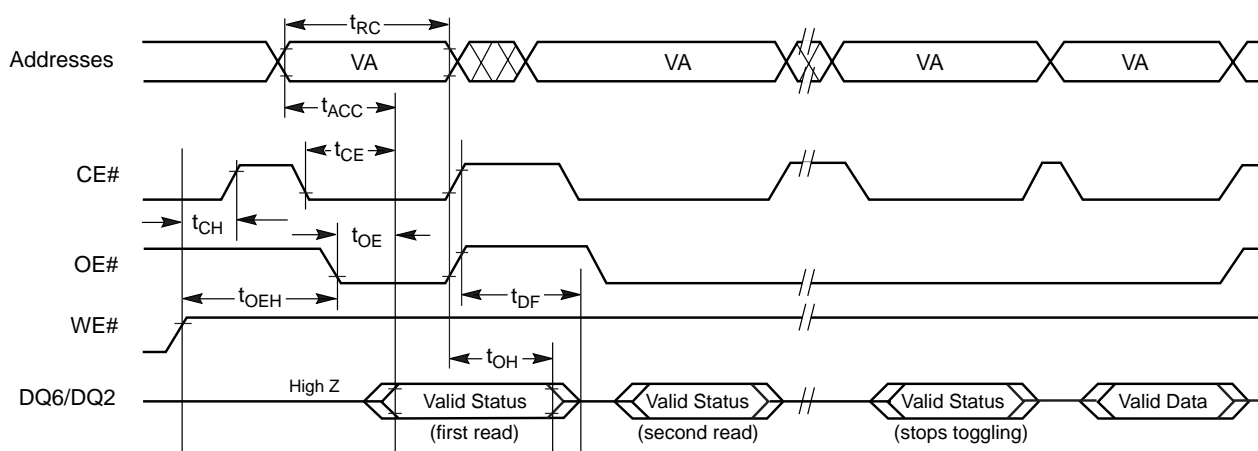 tRC
Addresses VA VA VA VA
tACC
tCE
CE#
tCH tOE
OE#
tOEH tDF
WE#
tOH
High Z
DQ6/DQ2 Valid Status Valid Status Valid Status Valid Data
(first read) (second read) (stops toggling)